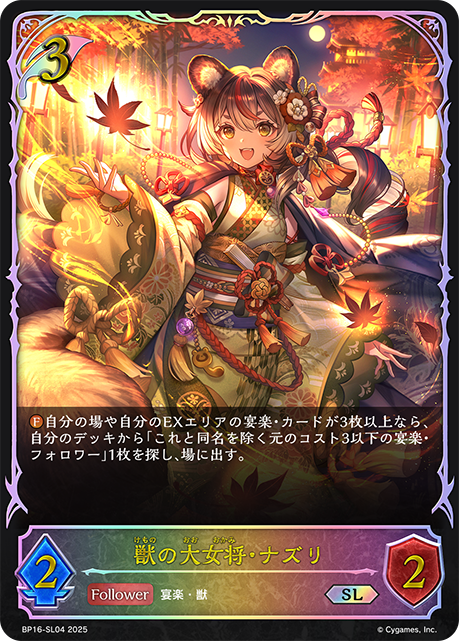 3
Ⓕ自分の場や自分のEXエリアの宴楽・カードが3枚以上なら、
自分のデッキから「これと同名を除く元のコスト3以下の宴楽・
フォロワー」1枚を探し、場に出す。
けもの おお おかみ
獣の大女将・ナズリ
2
Follower 宴楽・獣
SL
2
BP16-SL04 2025
© Cygames, Inc.